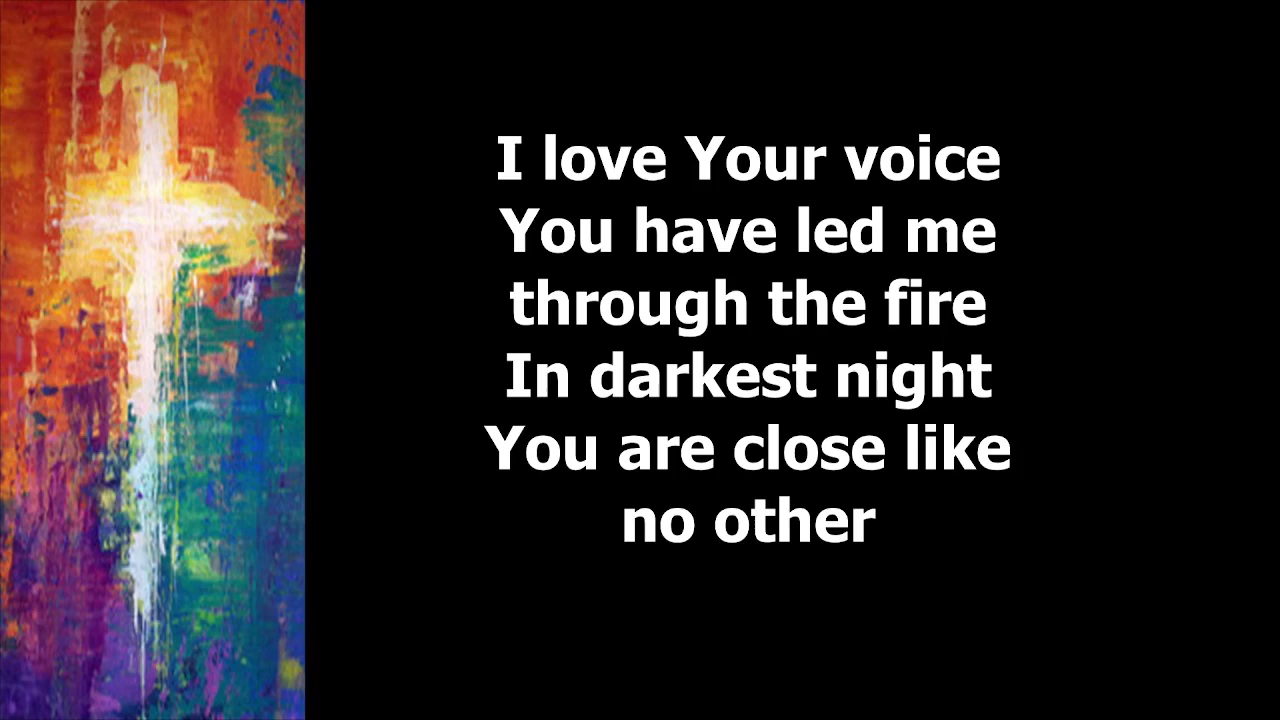 I love Your voice
You have led me
through the fire
In darkest night
You are close like
no other